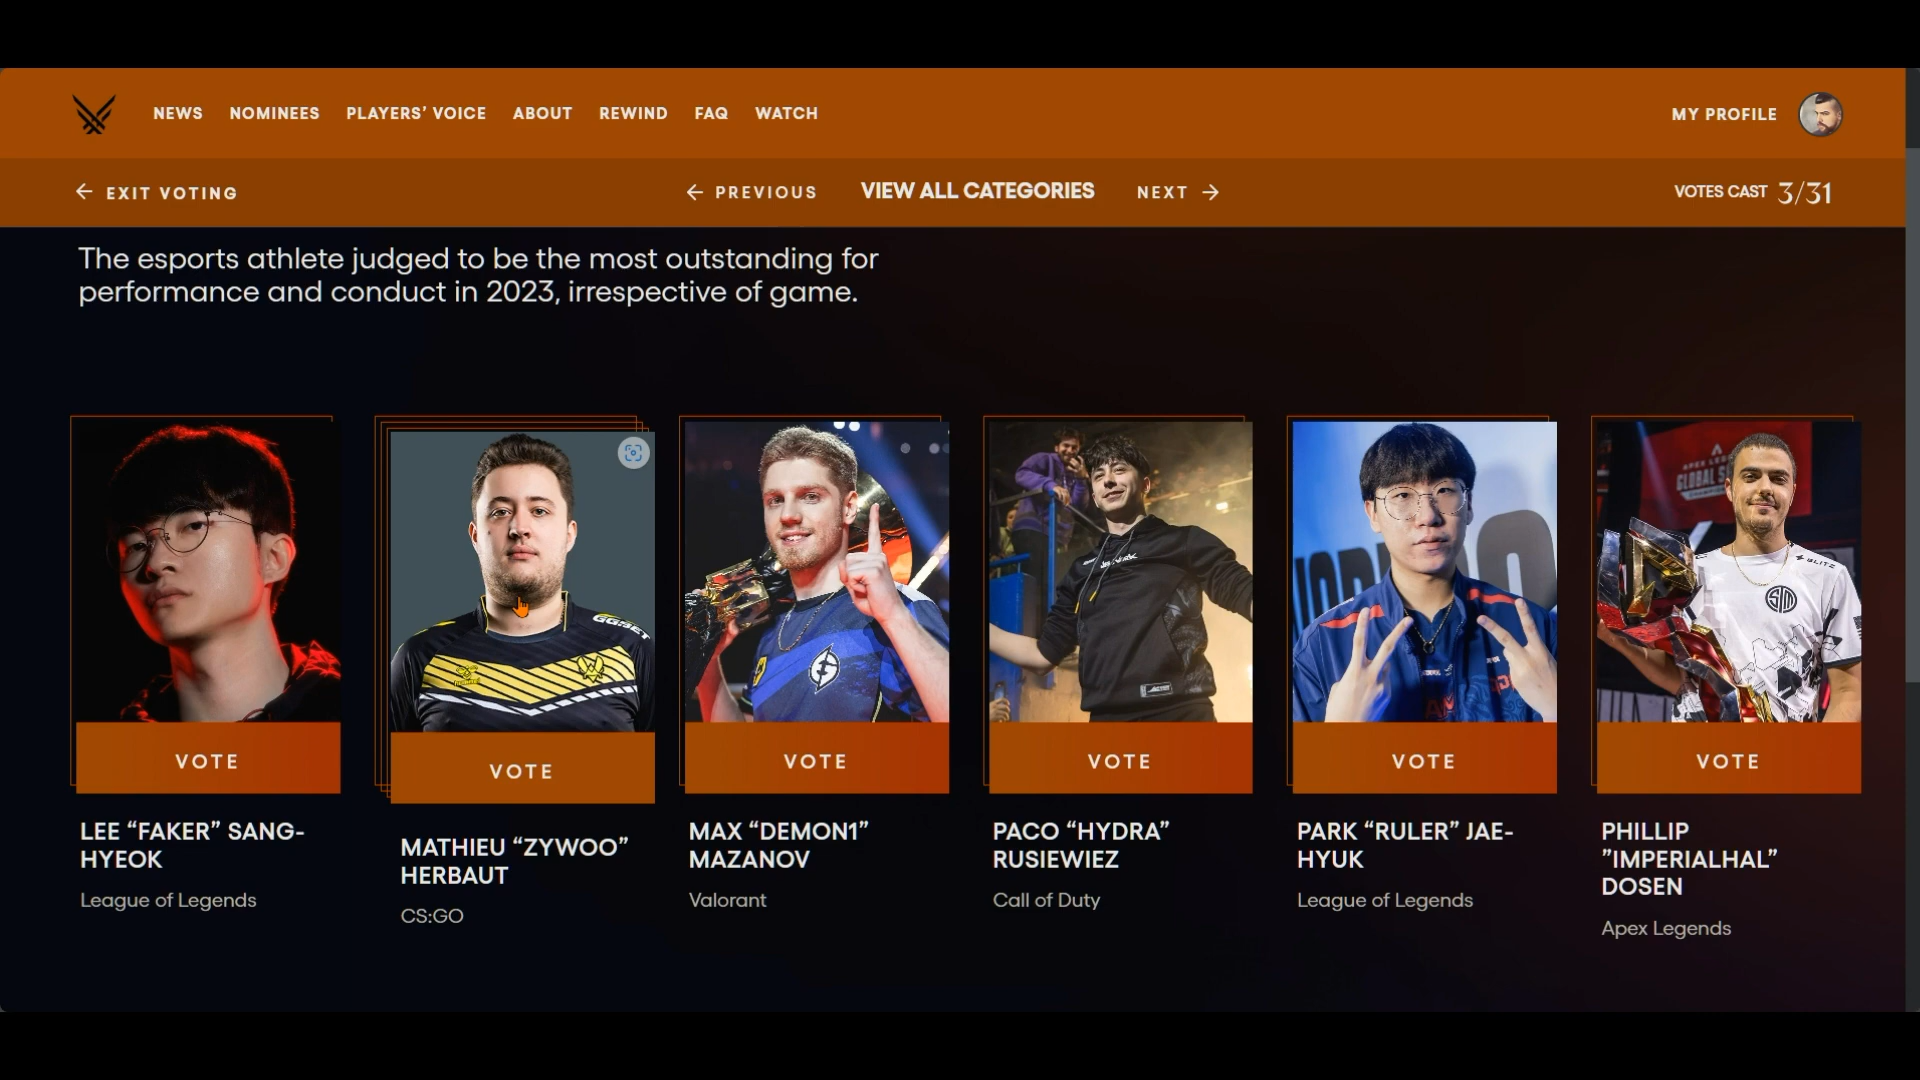 NEWS NOMINEES PLAYERS’ VOICE ABOUT REWIND FAQ WATCH MY PROFILE
EXIT VOTING PREVIOUS VIEW ALL CATEGORIES NEXT VOTES CAST 3/31
The esports athlete judged to be the most outstanding for
performance and conduct in 2023, irrespective of game.
GG.BET
GLOBAL
BLITZ
VOTE VOTE VOTE VOTE VOTE VOTE
LEE “FAKER” SANG-
HYEOK
League of Legends
MATHIEU “ZYWOO”
HERBAUT
CS:GO
MAX “DEMON1”
MAZANOV
Valorant
PACO “HYDRA”
RUSIEWIEZ
Call of Duty
PARK “RULER” JAE-
HYUK
League of Legends
PHILLIP
”IMPERIALHAL”
DOSEN
Apex Legends